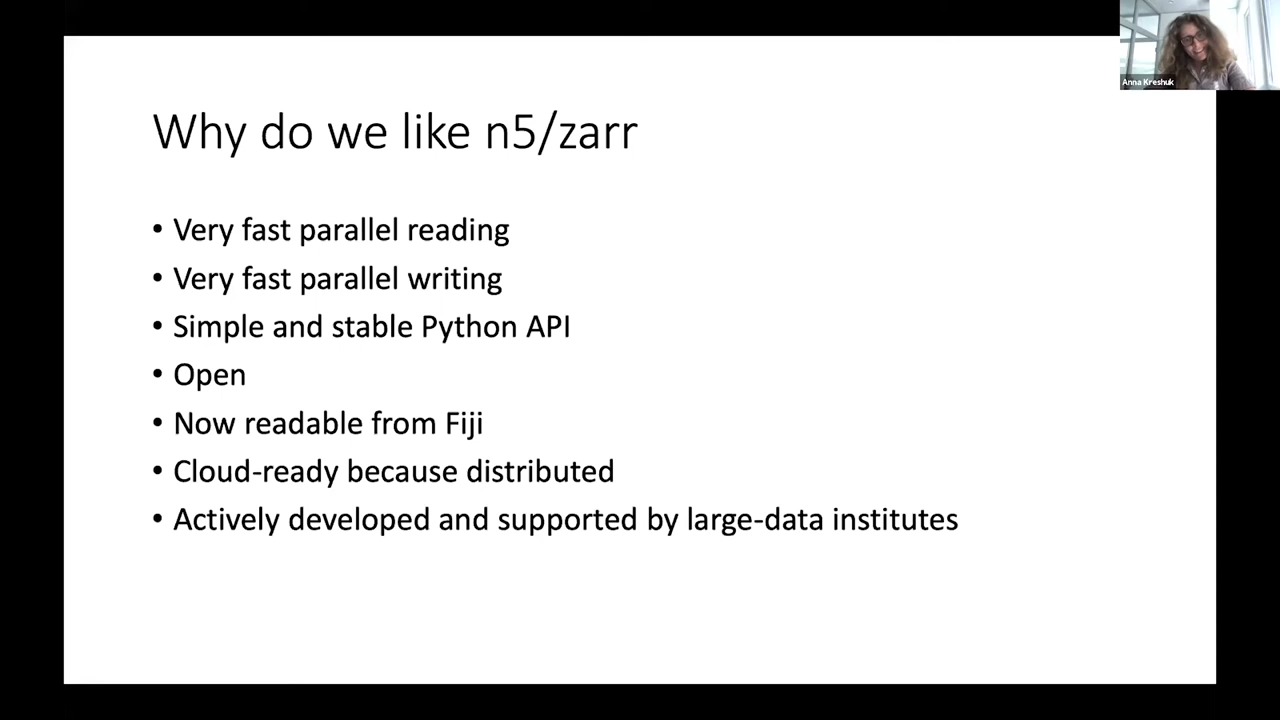 Anna Kreshuk
Why do we like n5/zarr
• Very fast parallel reading
• Very fast parallel writing
• Simple and stable Python API
• Open
• Now readable from Fiji
• Cloud-ready because distributed
• Actively developed and supported by large-data institutes